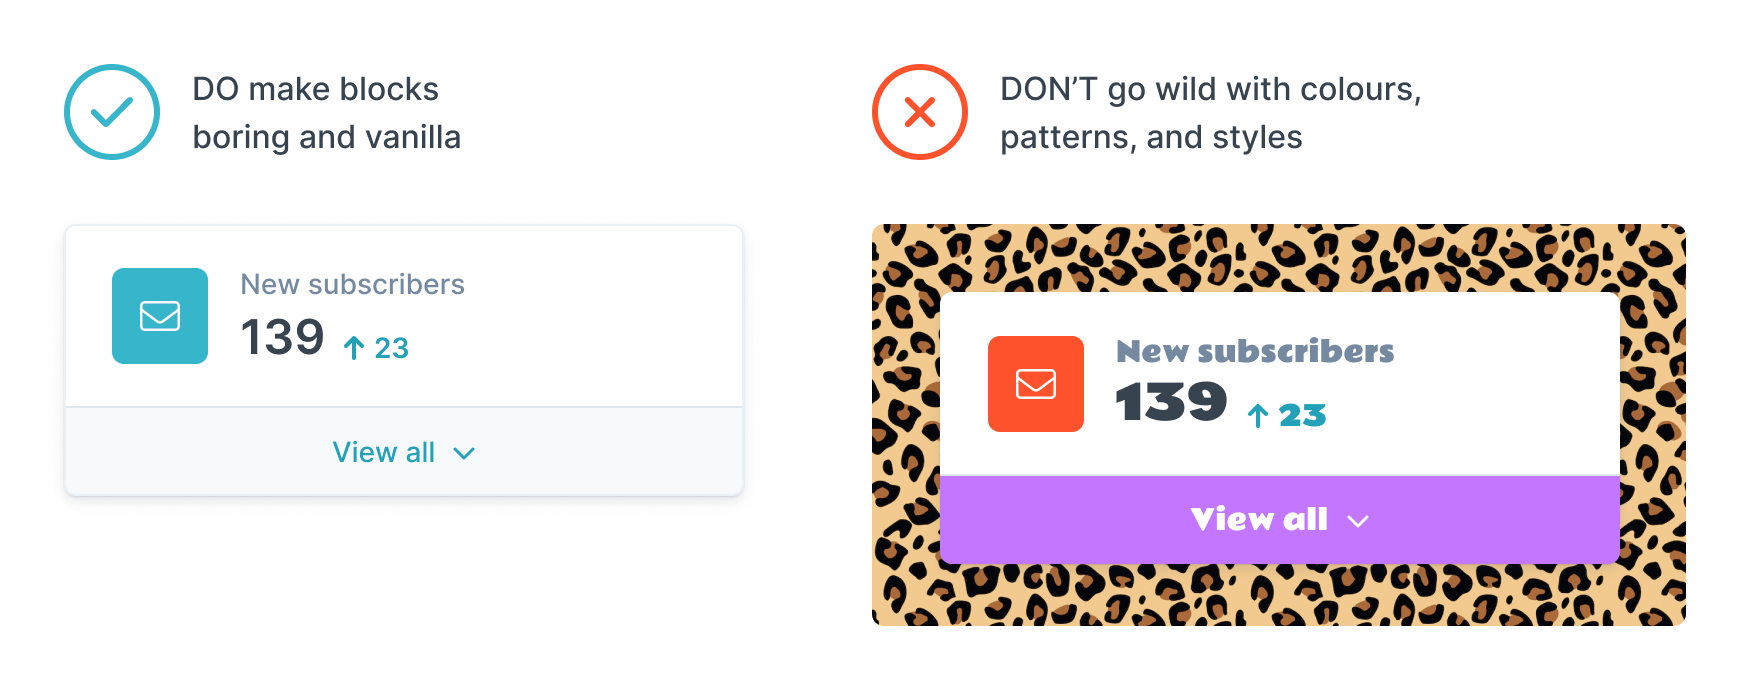 DO make blocks
boring and vanilla
New subscribers
139 ↑ 23
View all
DON’T go wild with colours,
patterns, and styles
New subscribers
139 ↑ 23
View all